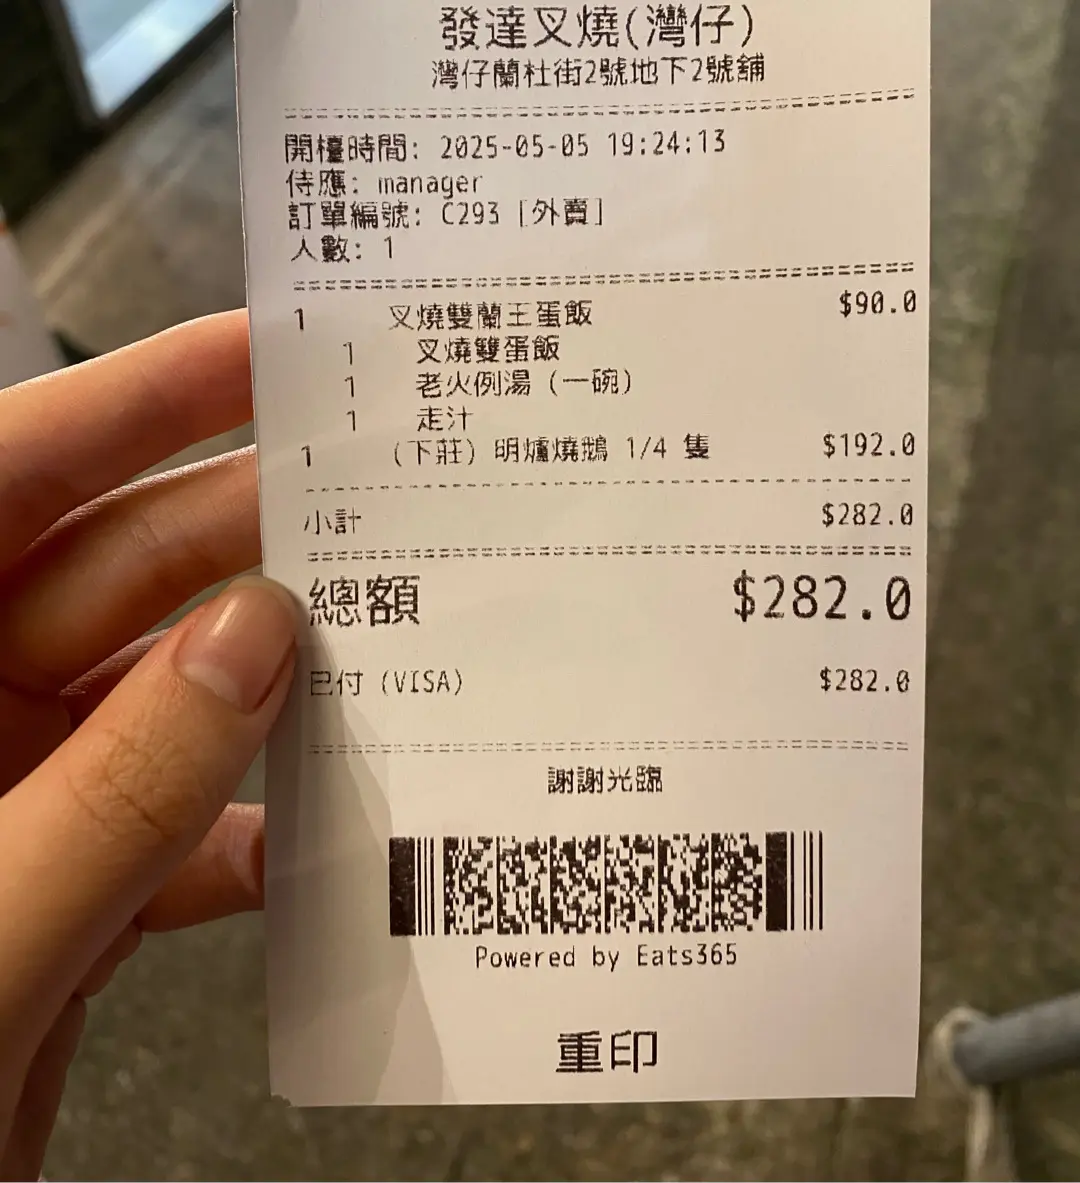 發達叉燒(灣仔)
灣仔蘭杜街2號地下2號舖
開檯時間: 2025-05-05 19:24:13
侍應: manager
訂單編號: C293 [外賣]
人數: 1
1 叉燒雙蘭王蛋飯 $90.0
1 叉燒雙蛋飯
1 老火例湯 (一碗)
1 走汁
1 (下莊) 明爐燒鵝 1/4 隻 $192.0
小計 $282.0
總額 $282.0
已付 (VISA) $282.0
謝謝光臨
Powered by Eats365
重印